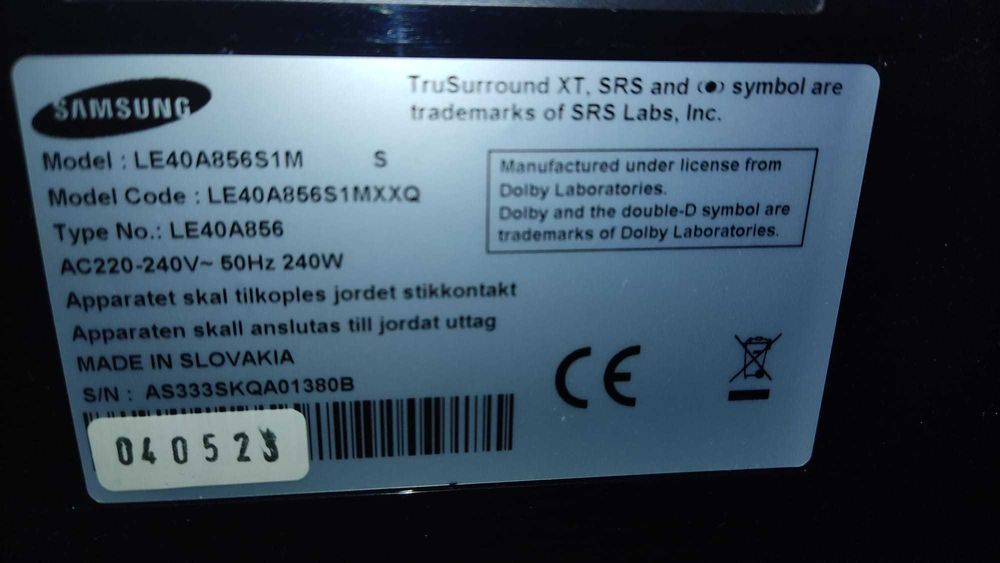 SAMSUNG
TruSurround XT, SRS and (●) symbol are
trademarks of SRS Labs, Inc.
Model : LE40A856S1M S
Model Code : LE40A856S1MXXQ
Type No.: LE40A856
AC220-240V~ 50Hz 240W
Apparatet skal tilkoples jordet stikkontakt
Apparaten skall anslutas till jordat uttag
MADE IN SLOVAKIA
S/N : AS333SKQA01380B
Manufactured under license from
Dolby Laboratories.
Dolby and the double-D symbol are
trademarks of Dolby Laboratories.
CE